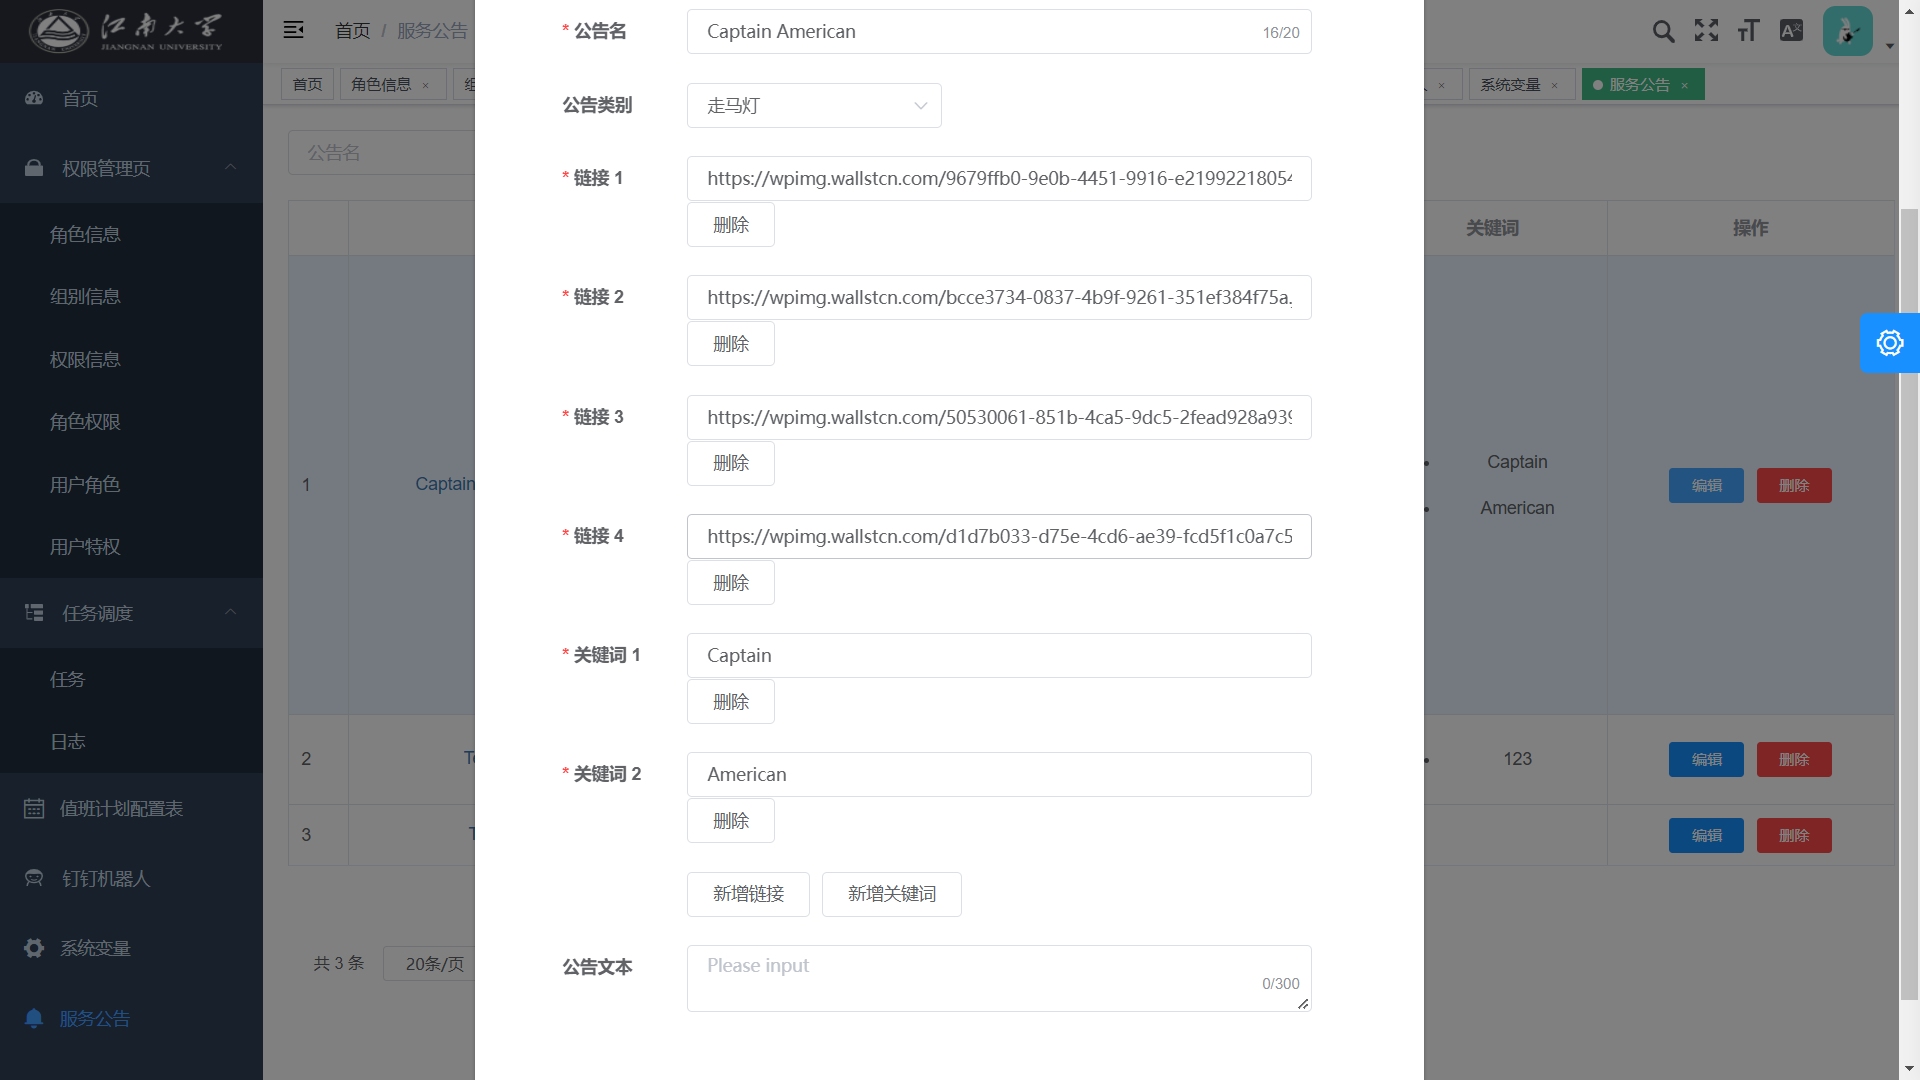 江南大学
JIANGNAN UNIVERSITY
首页
权限管理页
角色信息
组别信息
权限信息
角色权限
用户角色
用户特权
任务调度
任务
日志
值班计划配置表
钉钉机器人
系统变量
服务公告
首页 / 服务公告
首页
角色信息 ×
×
系统变量 ×
服务公告 ×
公告名
关键词
操作
1
Captain
Captain
American
编辑
删除
2
123
编辑
删除
3
编辑
删除
共 3 条
20条/页
* 公告名
Captain American
16/20
公告类别
走马灯
* 链接 1
https://wpimg.wallstcn.com/9679ffb0-9e0b-4451-9916-e2199221805
删除
* 链接 2
https://wpimg.wallstcn.com/bcce3734-0837-4b9f-9261-351ef384f75a.
删除
* 链接 3
https://wpimg.wallstcn.com/50530061-851b-4ca5-9dc5-2fead928a939
删除
* 链接 4
https://wpimg.wallstcn.com/d1d7b033-d75e-4cd6-ae39-fcd5f1c0a7c5
删除
* 关键词 1
Captain
删除
* 关键词 2
American
删除
新增链接
新增关键词
公告文本
Please input
0/300